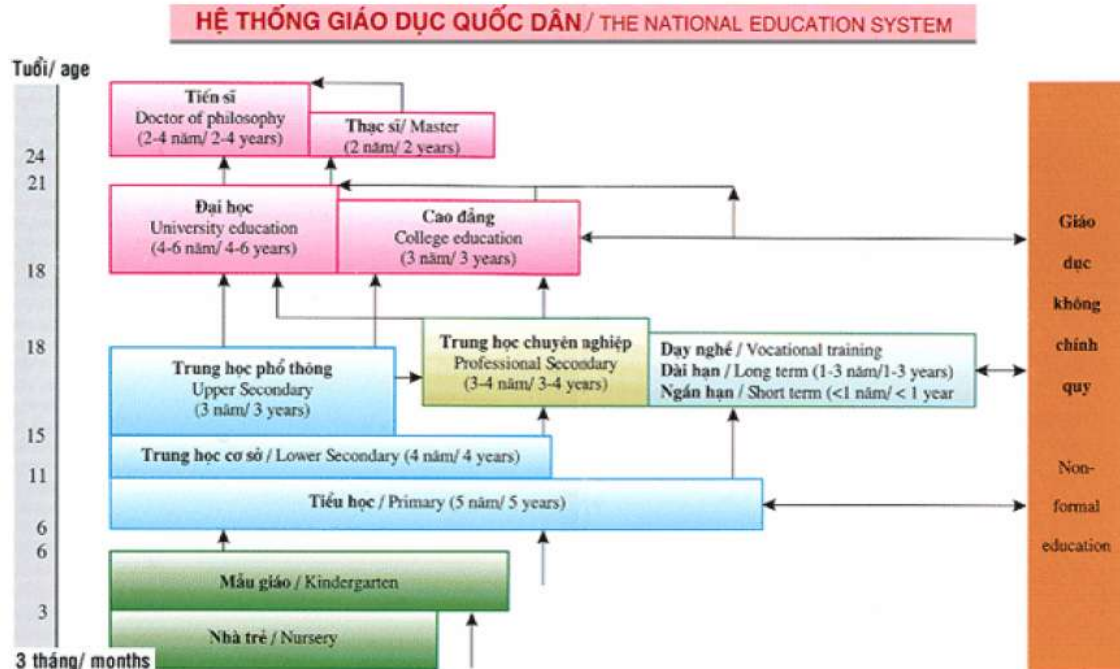 HỆ THỐNG GIÁO DỤC QUỐC DÂN/ THE NATIONAL EDUCATION SYSTEM
Tuổi/ age
Tiến sĩ
Doctor of philosophy
(2-4 năm/ 2-4 years)
Thạc sĩ/ Master
(2 năm/ 2 years)
24
21
Đại học
University education
(4-6 năm/ 4-6 years)
Cao đẳng
College education
(3 năm/ 3 years)
18
18
Trung học phổ thông
Upper Secondary
(3 năm/ 3 years)
Trung học chuyên nghiệp
Professional Secondary
(3-4 năm/ 3-4 years)
Dạy nghề / Vocational training
Dài hạn / Long term (1-3 năm/1-3 years)
Ngắn hạn / Short term (<1 năm/ < 1 year
15
Trung học cơ sở / Lower Secondary (4 năm/ 4 years)
11
Tiểu học / Primary (5 năm/ 5 years)
6
6
Mẫu giáo / Kindergarten
3
Nhà trẻ / Nursery
3 tháng/ months
Giáo
dục
không
chính
quy
Non-
formal
education